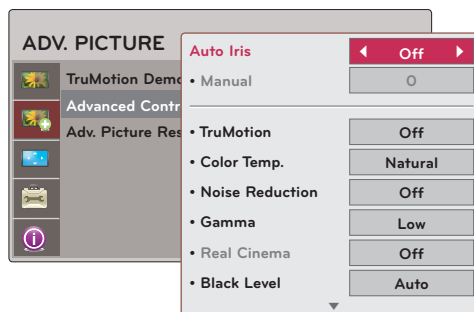 ADV. PICTURE
TruMotion Demo
Advanced Contr
Adv. Picture Res
Auto Iris
Off
• Manual
0
• TruMotion
Off
• Color Temp.
Natural
• Noise Reduction
Off
• Gamma
Low
• Real Cinema
Off
• Black Level
Auto